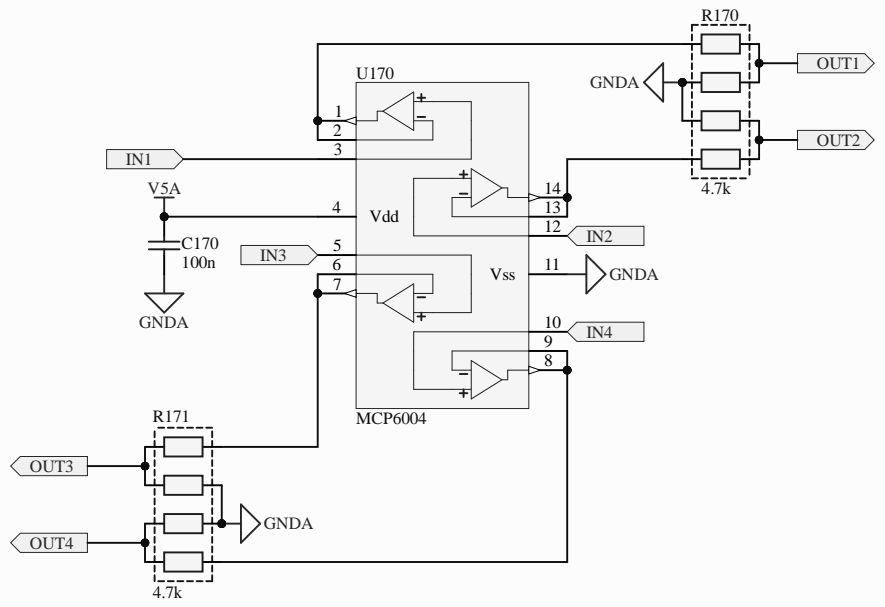 R170
OUT1
GNDA
OUT2
4.7k
U170
+
−
1
2
3
IN1
V5A
4
Vdd
C170
100n
GNDA
+
−
14
13
12
IN2
IN3
5
6
7
−
+
Vss
11
GNDA
10
IN4
9
8
−
+
MCP6004
R171
OUT3
GNDA
OUT4
4.7k